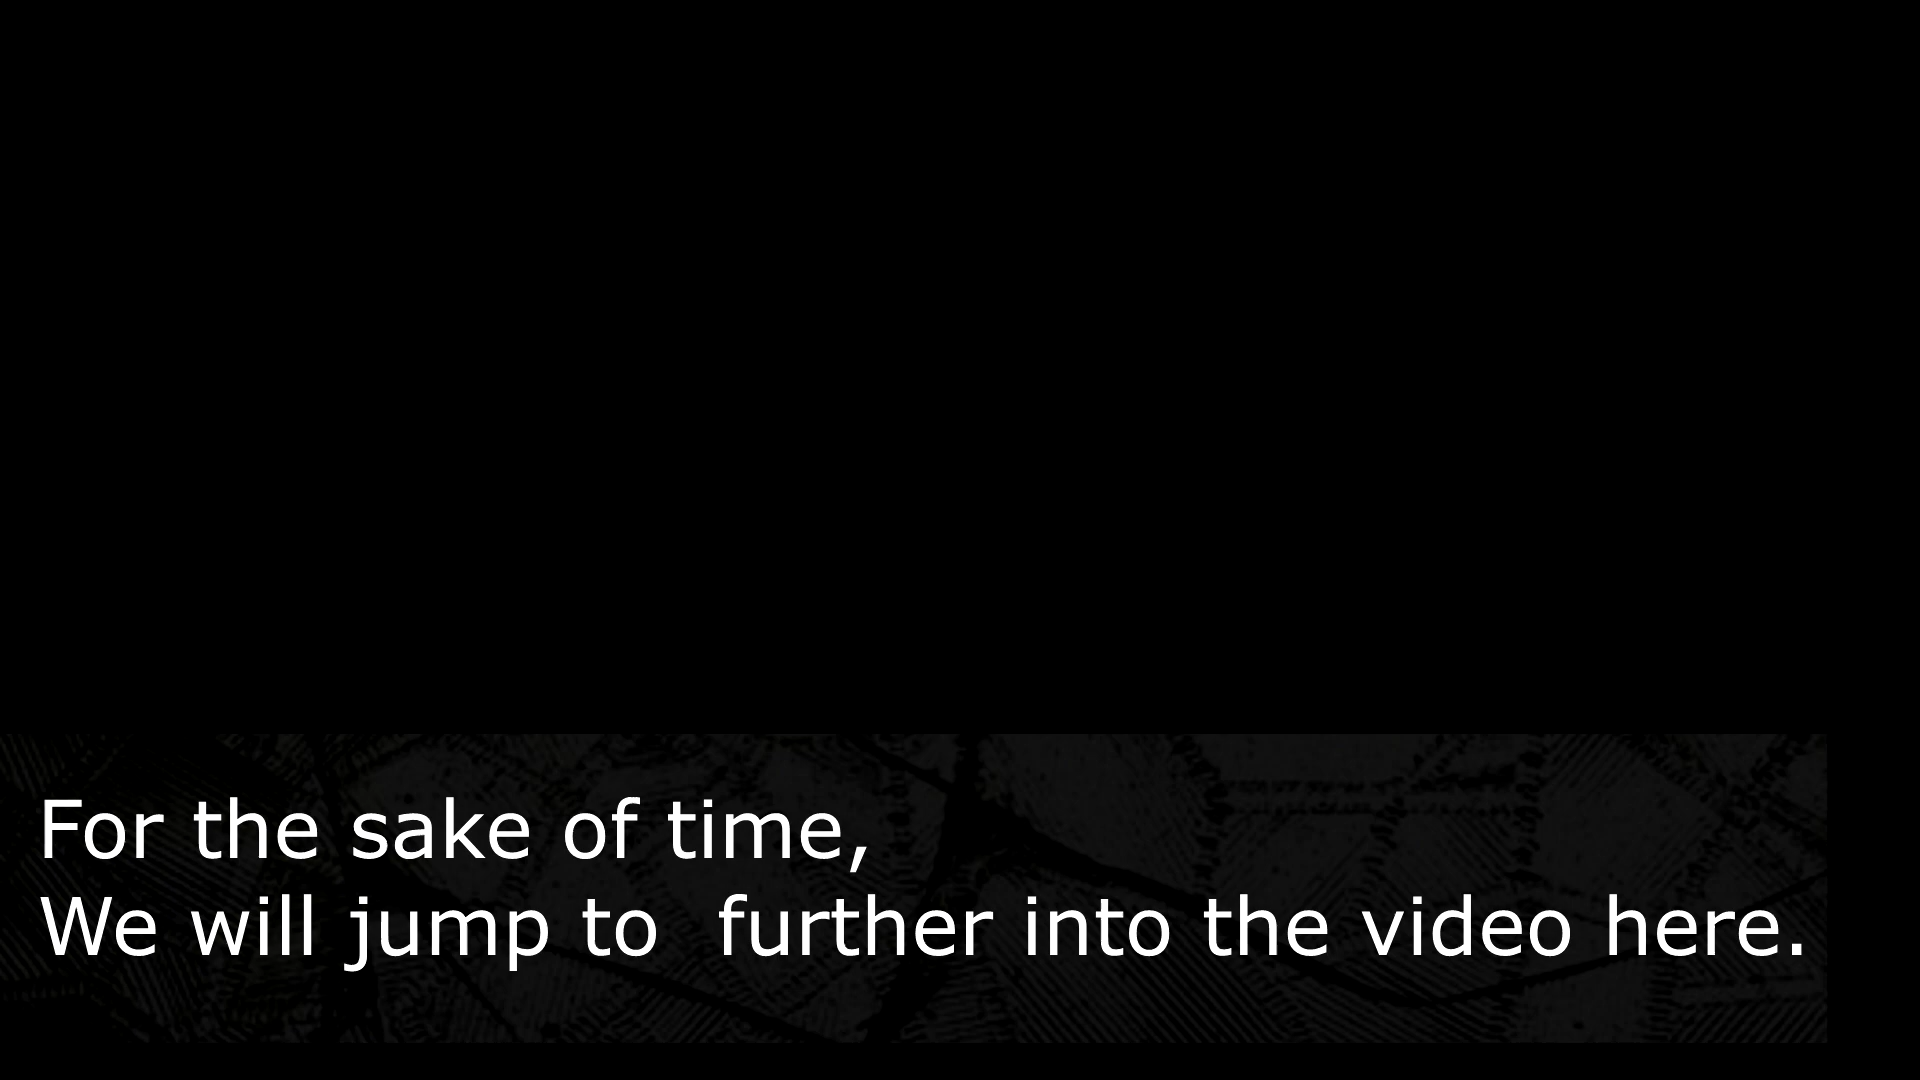 For the sake of time,
We will jump to  further into the video here.